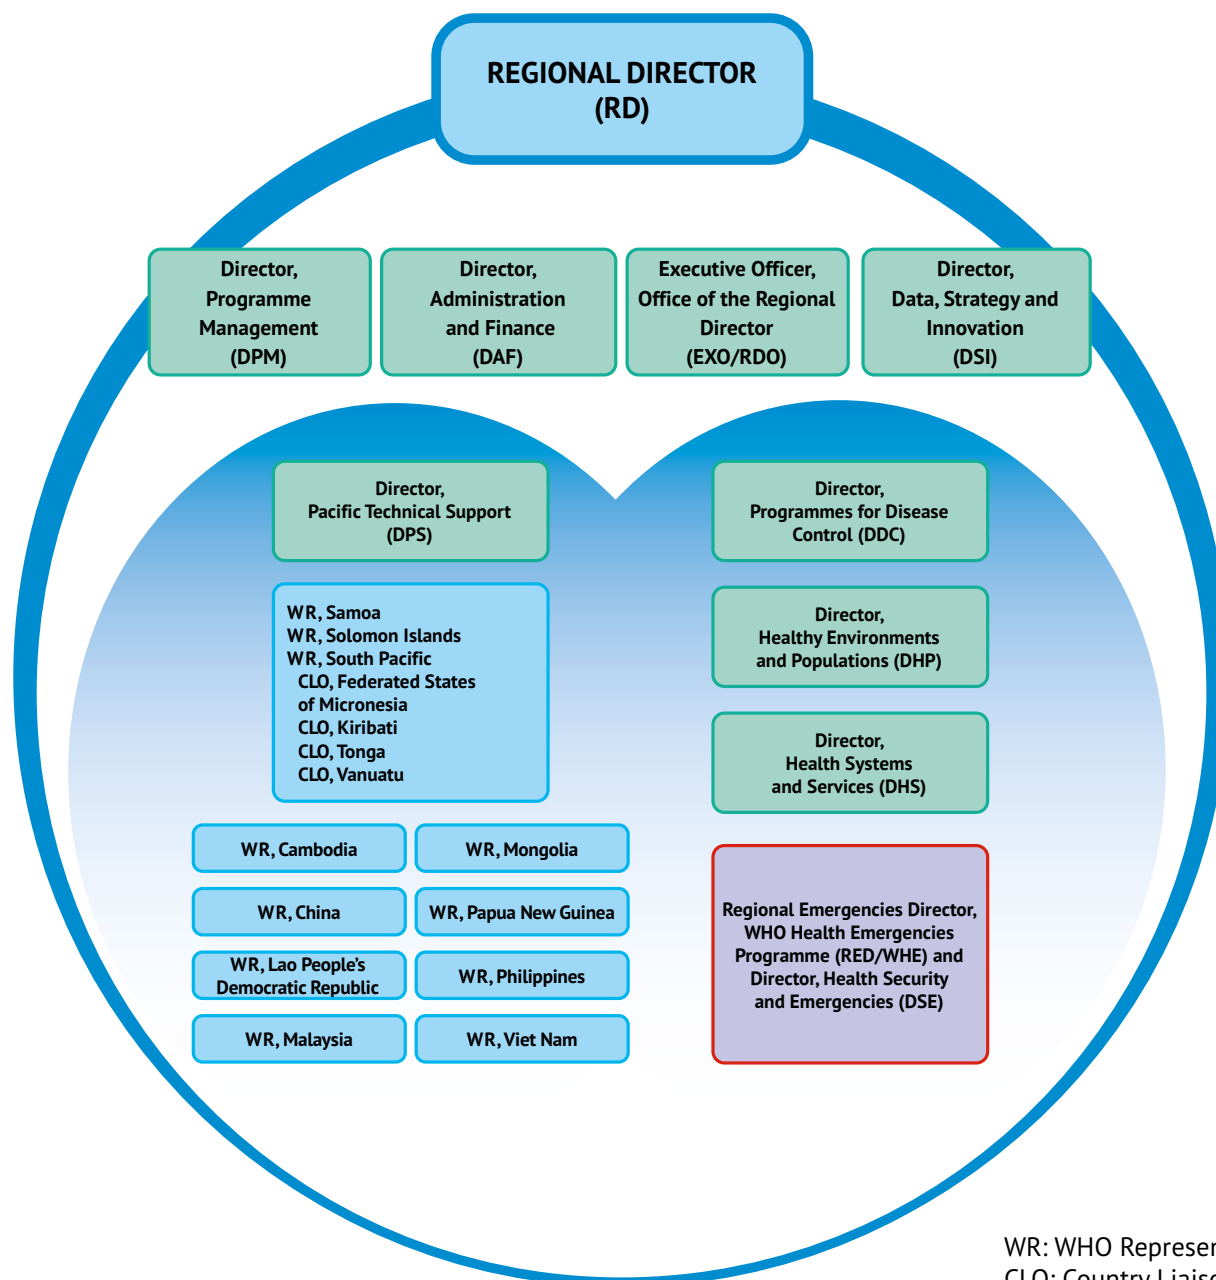 REGIONAL DIRECTOR
(RD)
Director,
Programme
Management
(DPM)
Director,
Administration
and Finance
(DAF)
Executive Officer,
Office of the Regional
Director
(EXO/RDO)
Director,
Data, Strategy and
Innovation
(DSI)
Director,
Pacific Technical Support
(DPS)
WR, Samoa
WR, Solomon Islands
WR, South Pacific
CLO, Federated States
of Micronesia
CLO, Kiribati
CLO, Tonga
CLO, Vanuatu
WR, Cambodia
WR, Mongolia
WR, China
WR, Papua New Guinea
WR, Lao People’s
Democratic Republic
WR, Philippines
WR, Malaysia
WR, Viet Nam
Director,
Programmes for Disease
Control (DDC)
Director,
Healthy Environments
and Populations (DHP)
Director,
Health Systems
and Services (DHS)
Regional Emergencies Director,
WHO Health Emergencies
Programme (RED/WHE) and
Director, Health Security
and Emergencies (DSE)
WR: WHO
CLO: Country